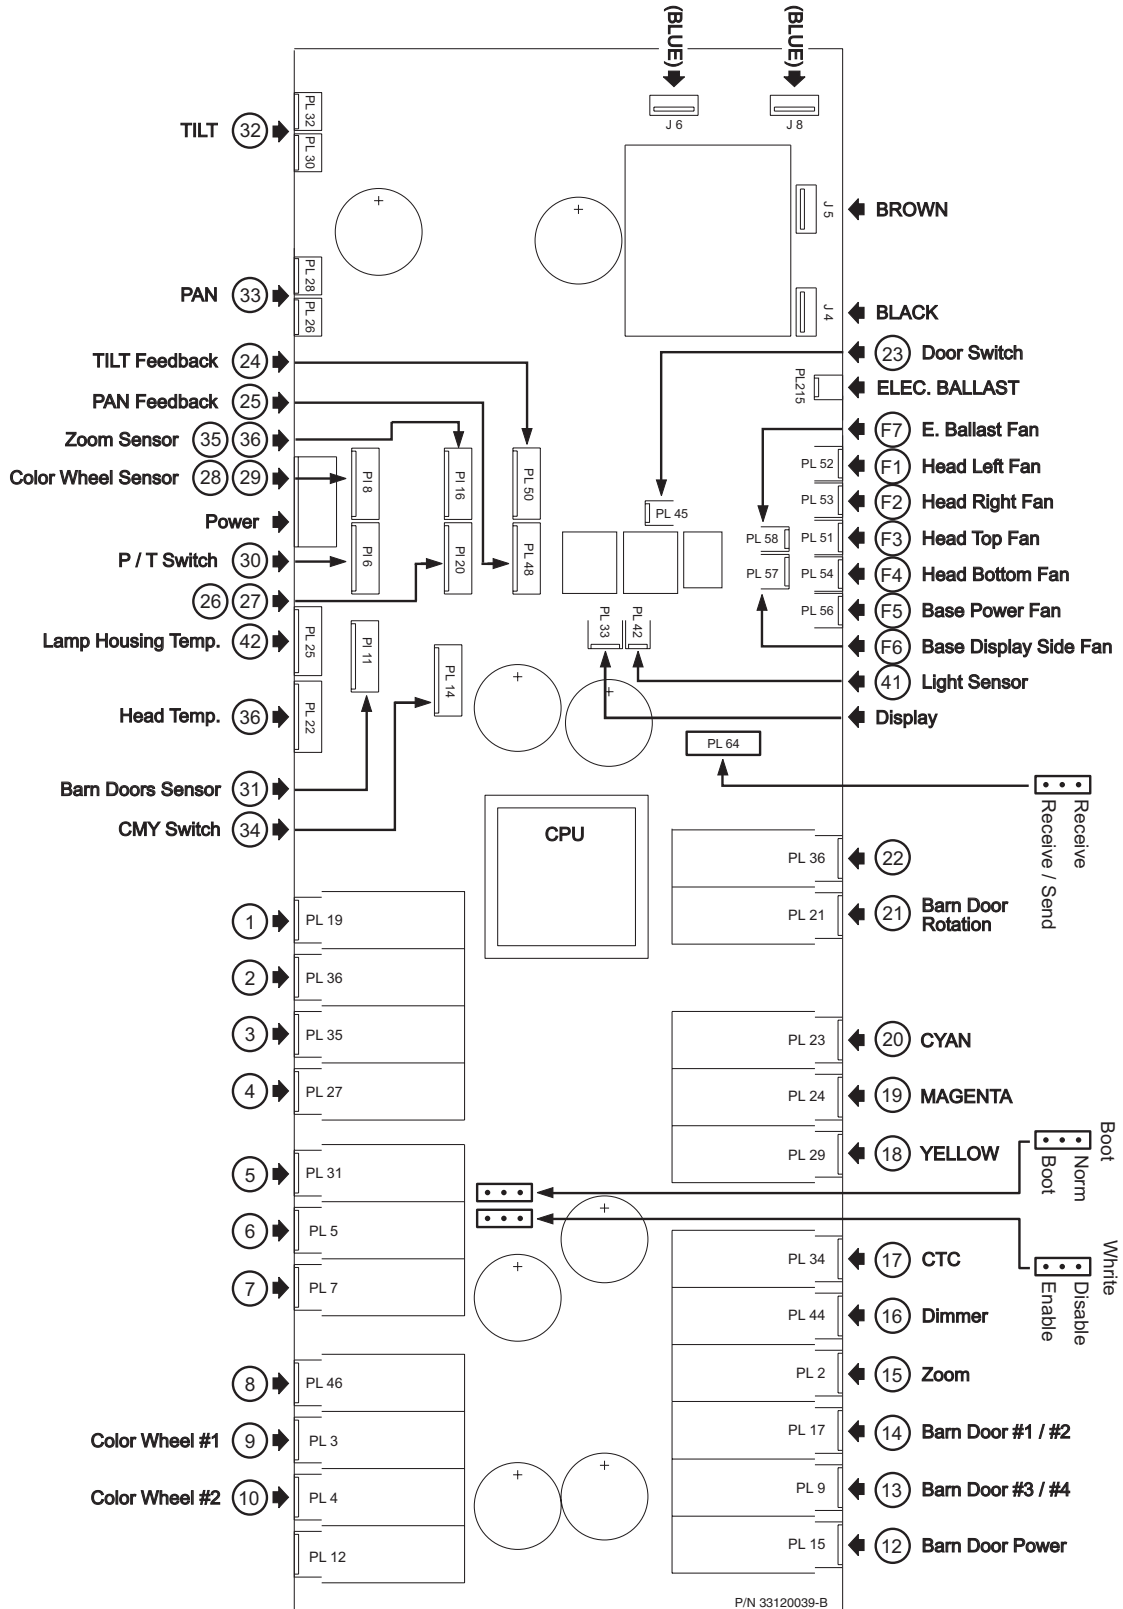 (BLUE)
(BLUE)
J 6
J 8
TILT 32
PL 32
PL 30
J 5
BROWN
PAN 33
PL 28
PL 26
J 4
BLACK
TILT Feedback 24
23 Door Switch
PAN Feedback 25
PL215
ELEC. BALLAST
Zoom Sensor 35 36
F7 E. Ballast Fan
Color Wheel Sensor 28 29
PI 8
PI 16
PL 50
PL 52
F1 Head Left Fan
PL 45
PL 53
F2 Head Right Fan
Power
P / T Switch 30
PI 6
PI 20
PL 48
PL 58
PL 51
F3 Head Top Fan
PL 57
PL 54
F4 Head Bottom Fan
26 27
PL 56
F5 Base Power Fan
Lamp Housing Temp. 42
PL 25
PI 11
PL 33
PL 42
F6 Base Display Side Fan
PL 14
41 Light Sensor
Head Temp. 36
PL 22
Display
PL 64
Barn Doors Sensor 31
Receive
Receive / Send
CMY Switch 34
CPU
PL 36
22
1
PL 19
PL 21
21 Barn Door
Rotation
2
PL 36
3
PL 35
PL 23
20 CYAN
4
PL 27
PL 24
19 MAGENTA
5
PL 31
PL 29
18 YELLOW
Boot
Norm
Boot
6
PL 5
7
PL 7
PL 34
17 CTC
Whrite
Disable
Enable
PL 44
16 Dimmer
8
PL 46
PL 2
15 Zoom
Color Wheel #1 9
PL 3
PL 17
14 Barn Door #1 / #2
Color Wheel #2 10
PL 4
PL 9
13 Barn Door #3 / #4
PL 12
PL 15
12 Barn Door Power
P/N 33120039-B